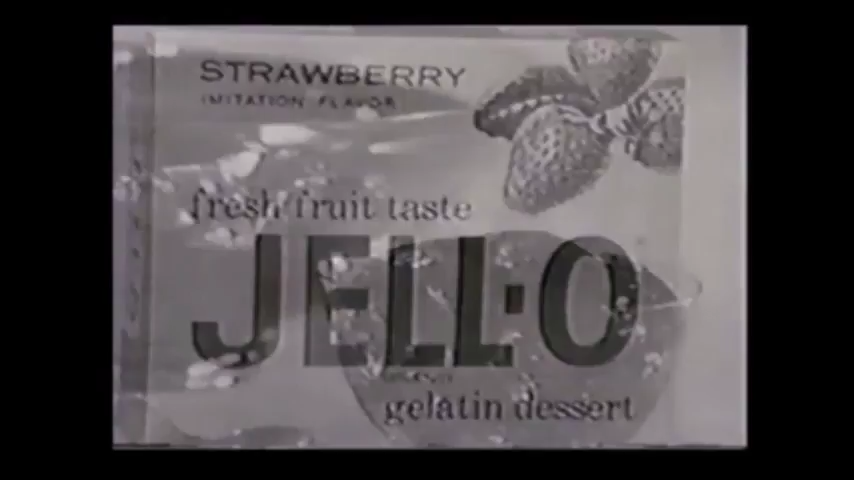 STRAWBERRY
IMITATION FLAVOR
fresh fruit taste
JELL-O
gelatin dessert